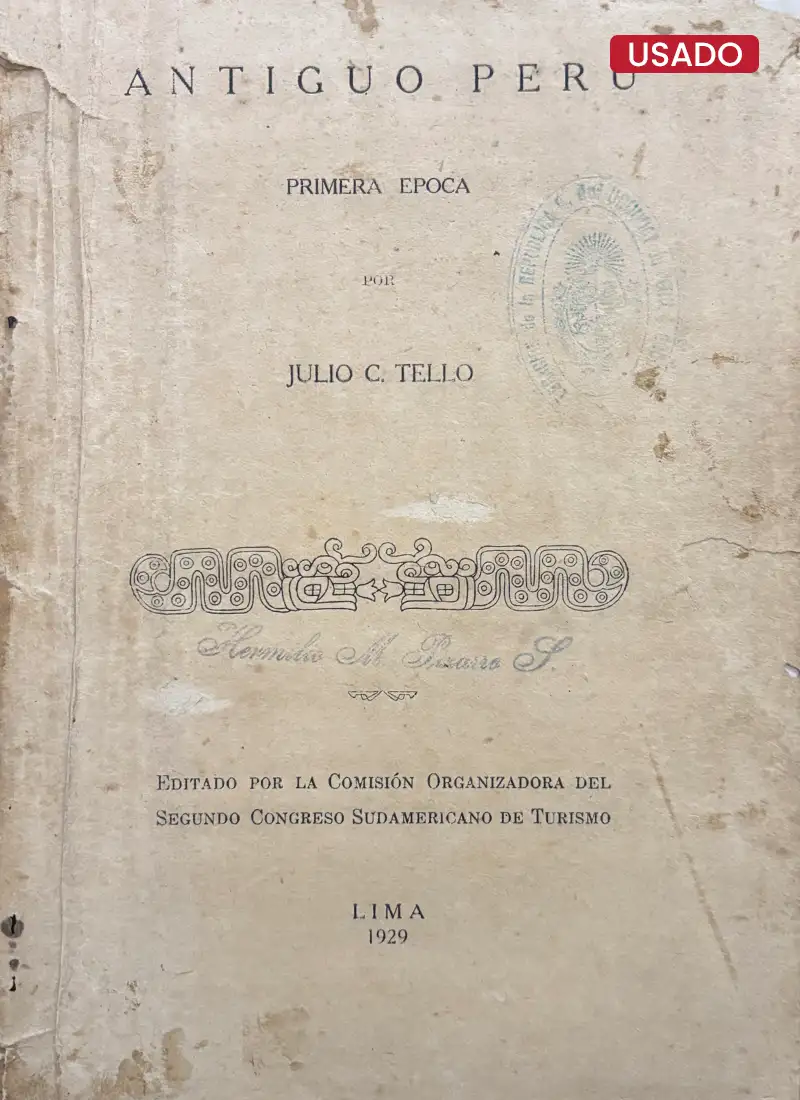 USADO
ANTIGUO PERU
PRIMERA EPOCA
POR
JULIO C. TELLO
Hermilio M. Pizarro S.
EDITADO POR LA COMISIÓN ORGANIZADORA DEL
SEGUNDO CONGRESO SUDAMERICANO DE TURISMO
LIMA
1929